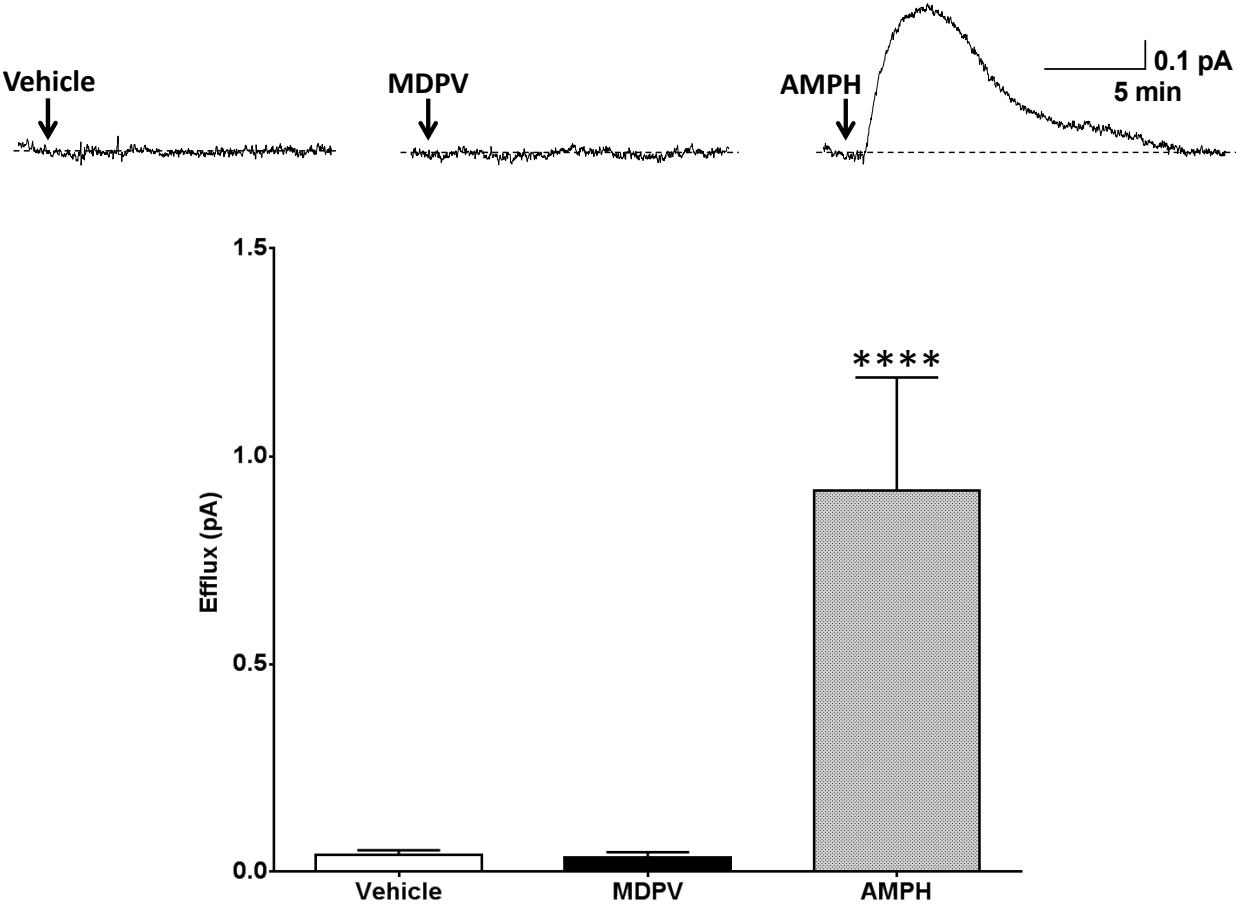 Vehicle
MDPV
AMPH
0.1 pA
5 min
1.5
1.0
0.5
0.0
Efflux (pA)
****
Vehicle
MDPV
AMPH